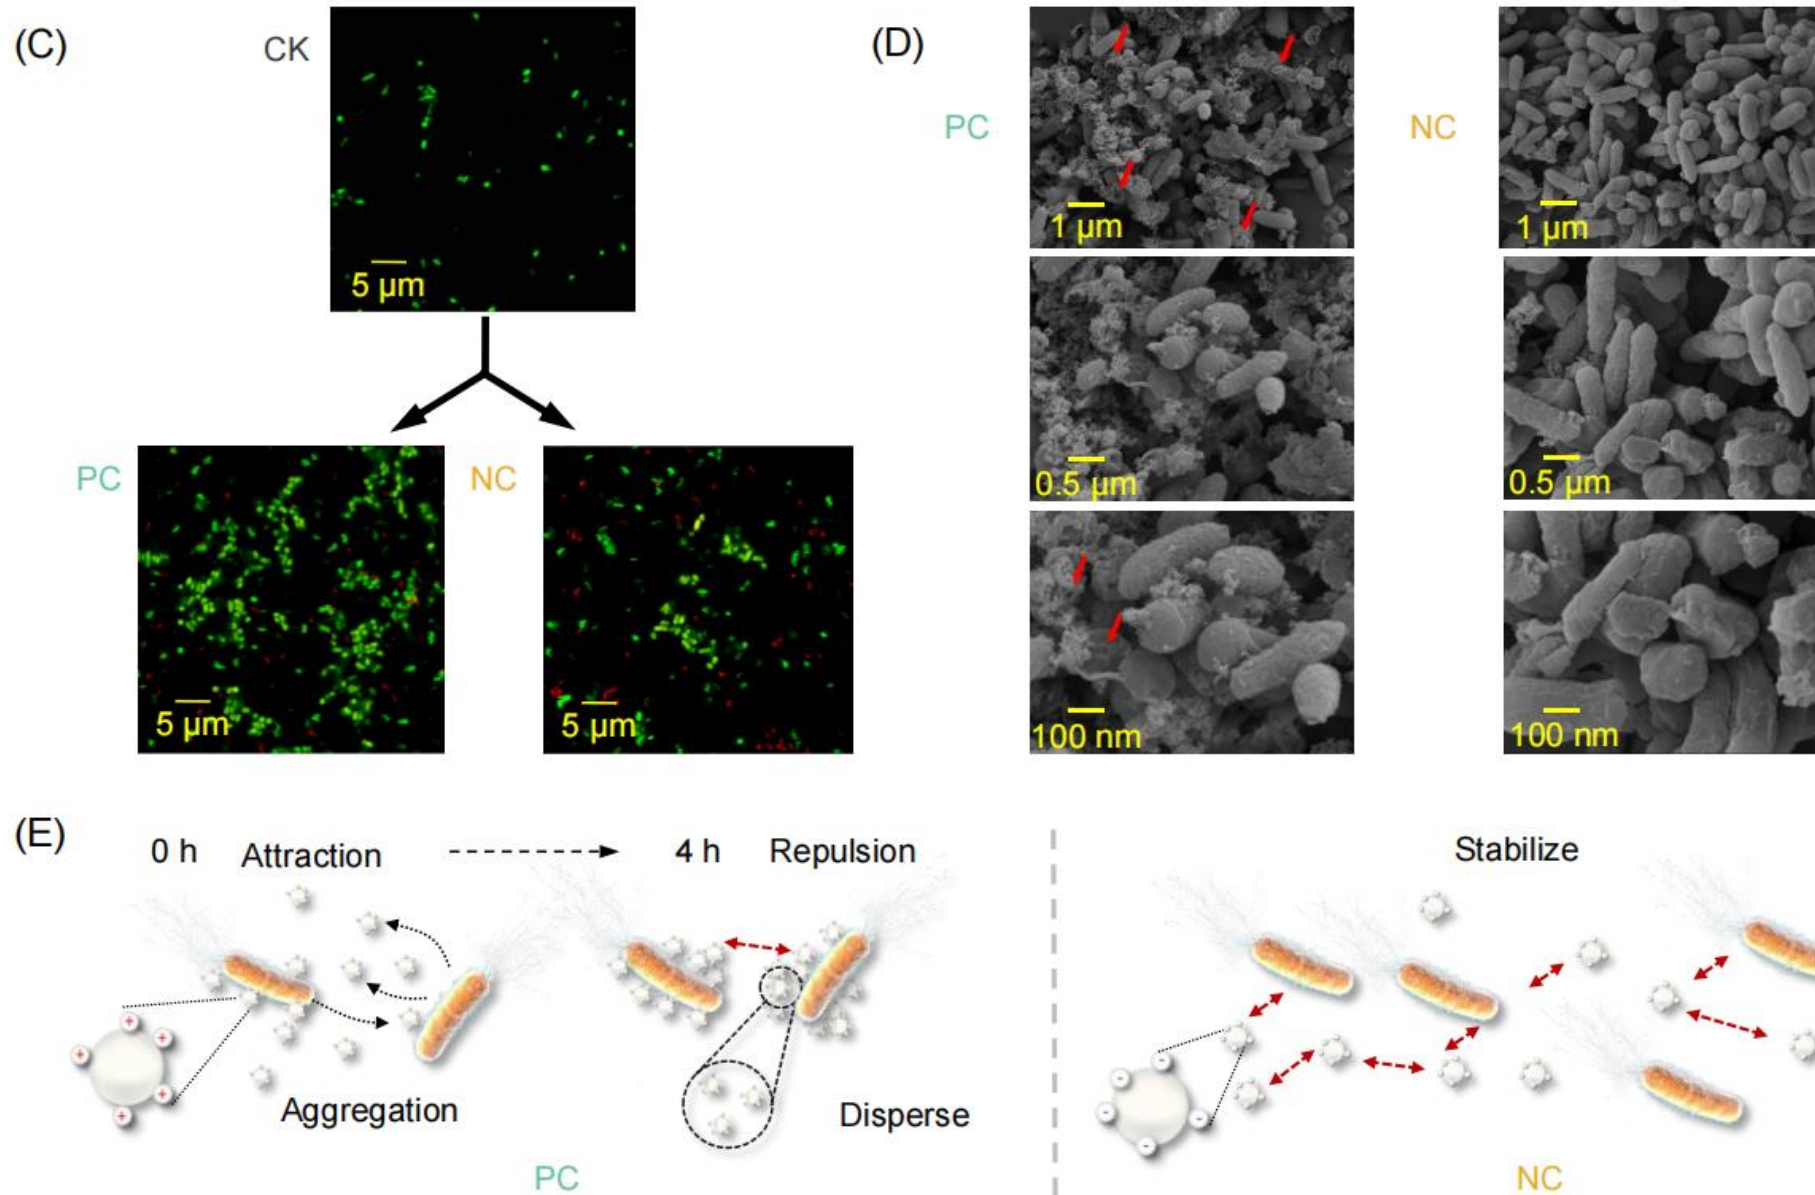 (C)
CK
5 µm
PC
5 µm
NC
5 µm
(D)
PC
1 µm
0.5 µm
100 nm
NC
1 µm
0.5 µm
100 nm
(E)
0 h
Attraction
4 h
Repulsion
+
+
+
+
+
Aggregation
Disperse
PC
Stabilize
-
-
-
-
-
NC